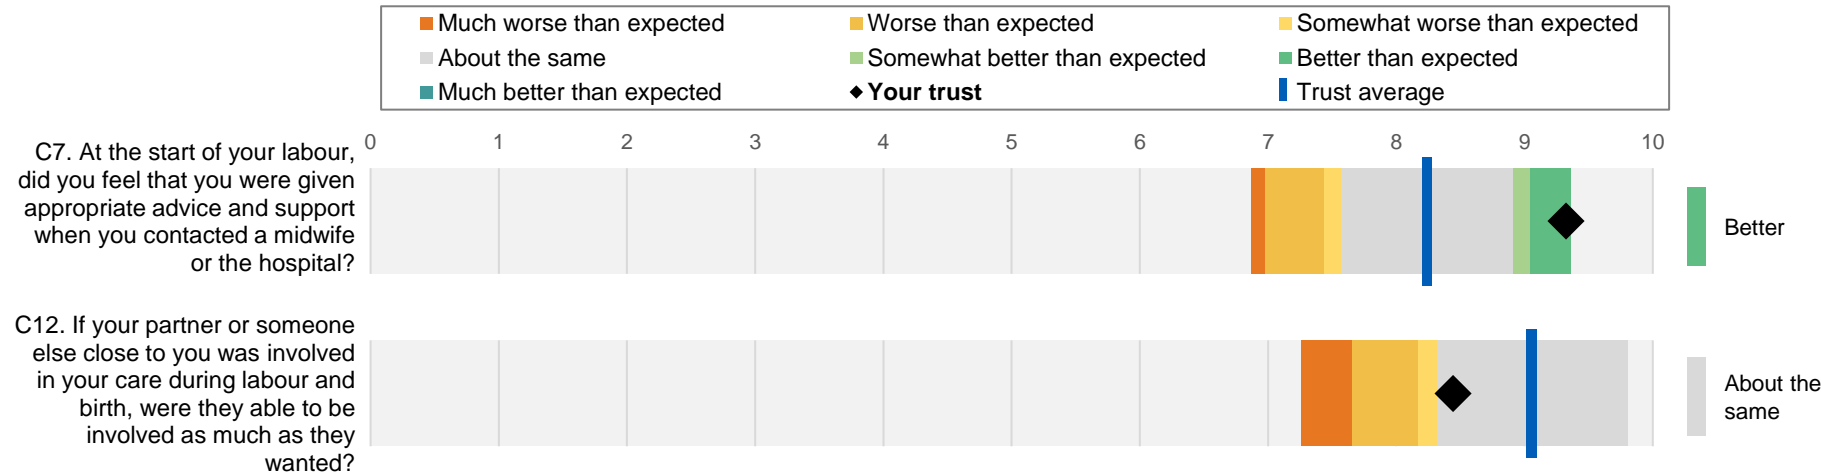 Much worse than expected
Worse than expected
Somewhat worse than expected
About the same
Somewhat better than expected
Better than expected
Much better than expected
Your trust
Trust average
0 1 2 3 4 5 6 7 8 9 10
C7. At the start of your labour,
did you feel that you were given
appropriate advice and support
when you contacted a midwife
or the hospital?
Better
C12. If your partner or someone
else close to you was involved
in your care during labour and
birth, were they able to be
involved as much as they
wanted?
About the
same